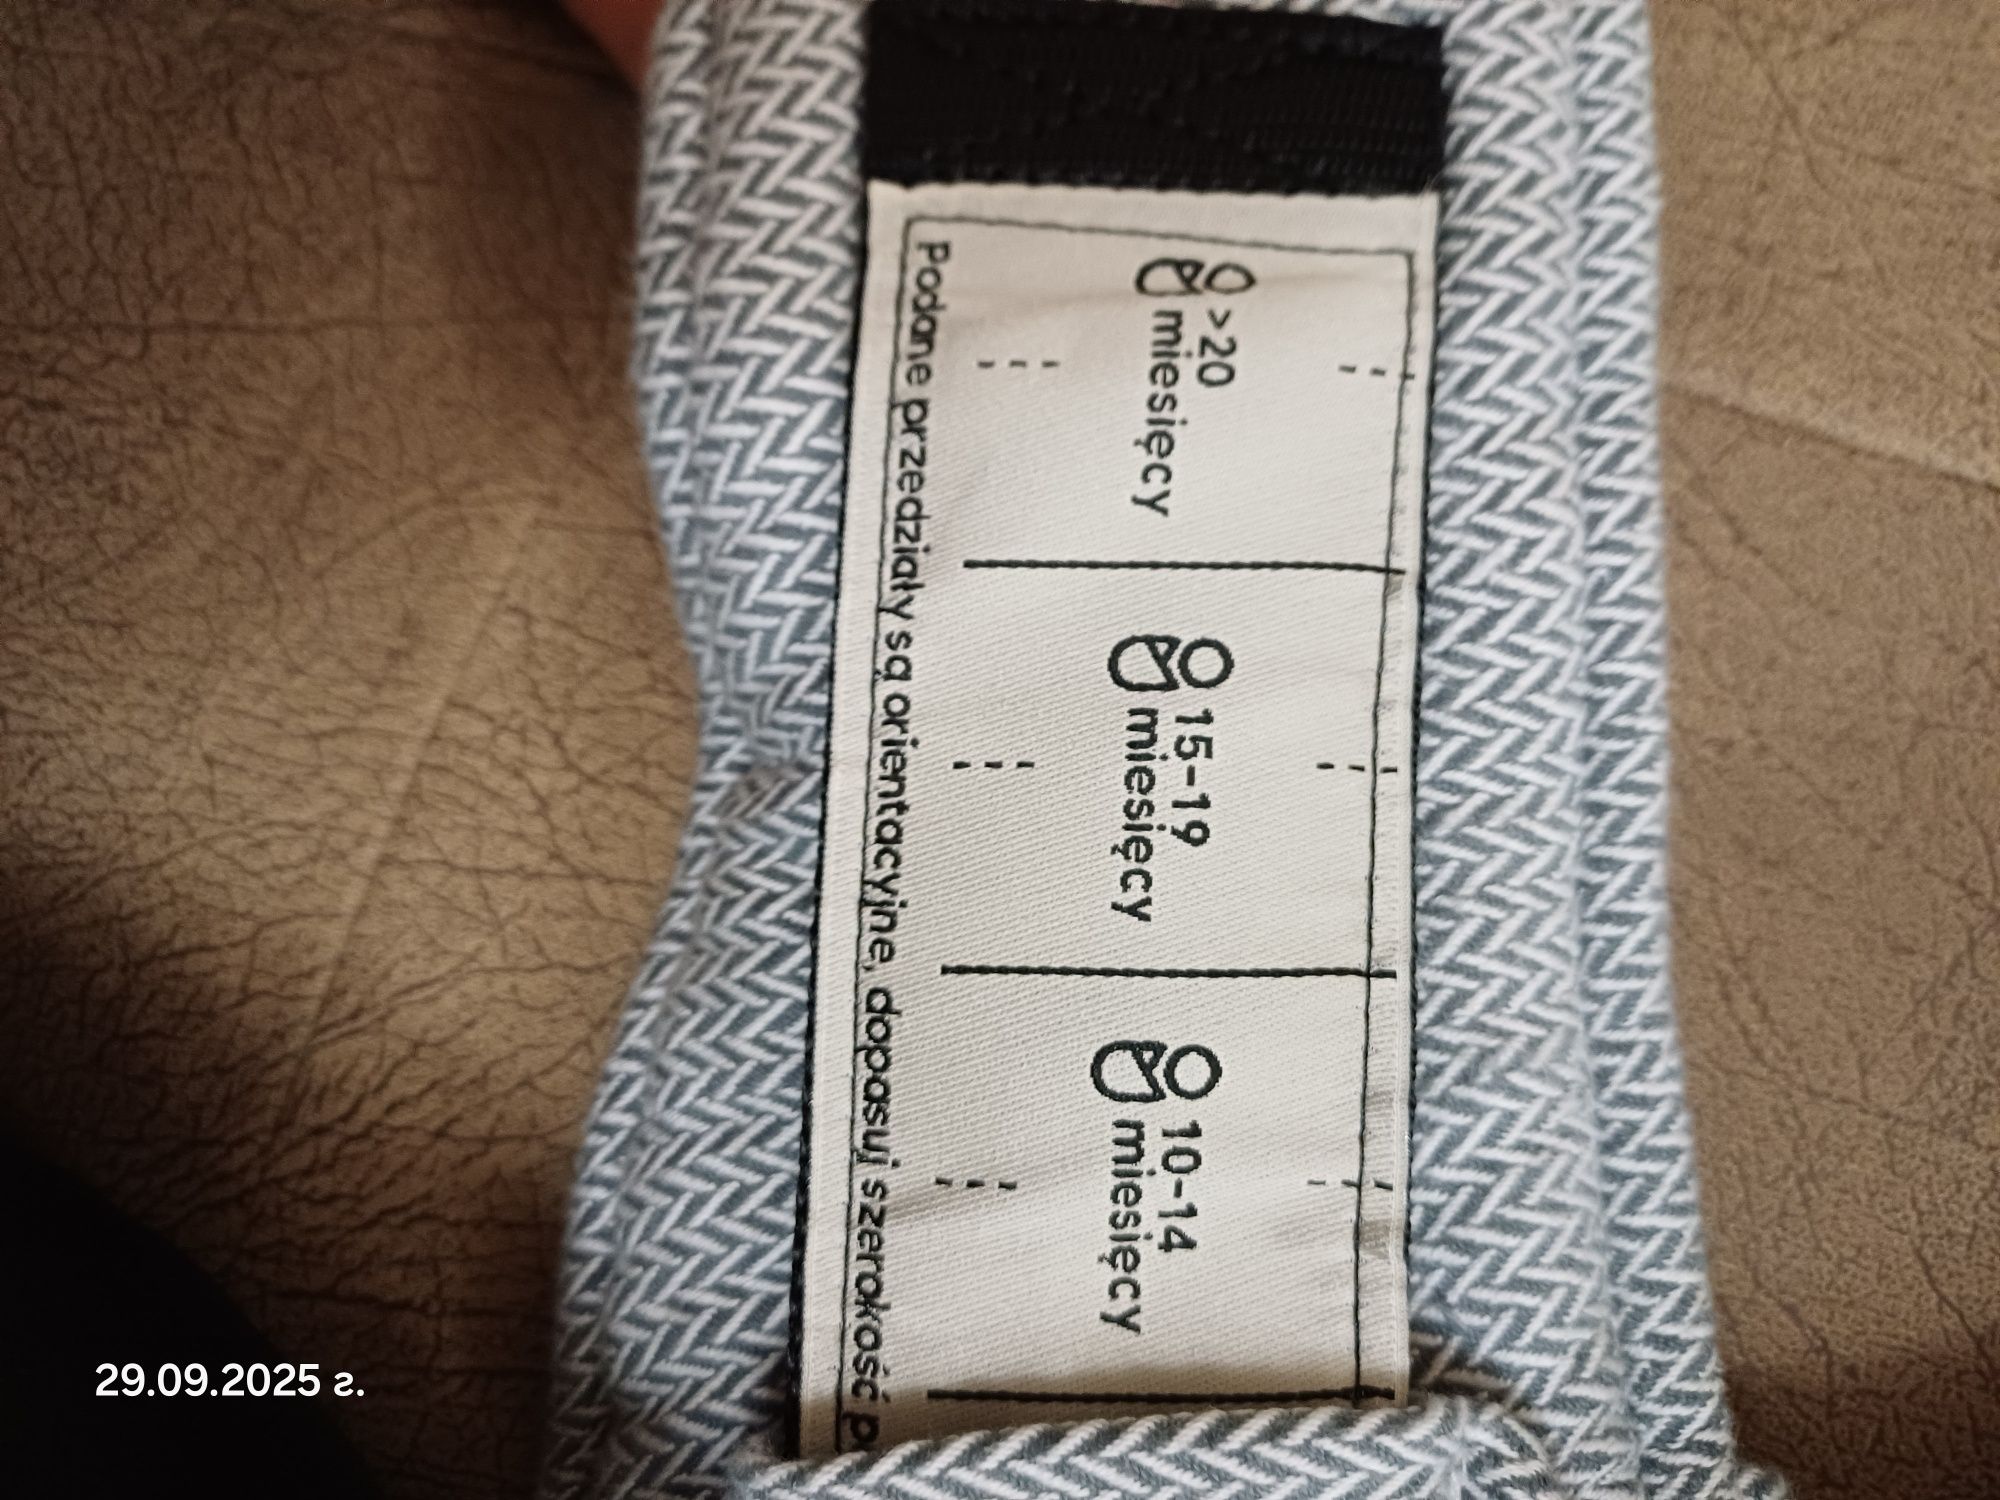 >20
miesięcy
15-19
miesięcy
10-14
miesięcy
Podane przedziały są orientacyjne, dopasuj szerokość
29.09.2025 г.